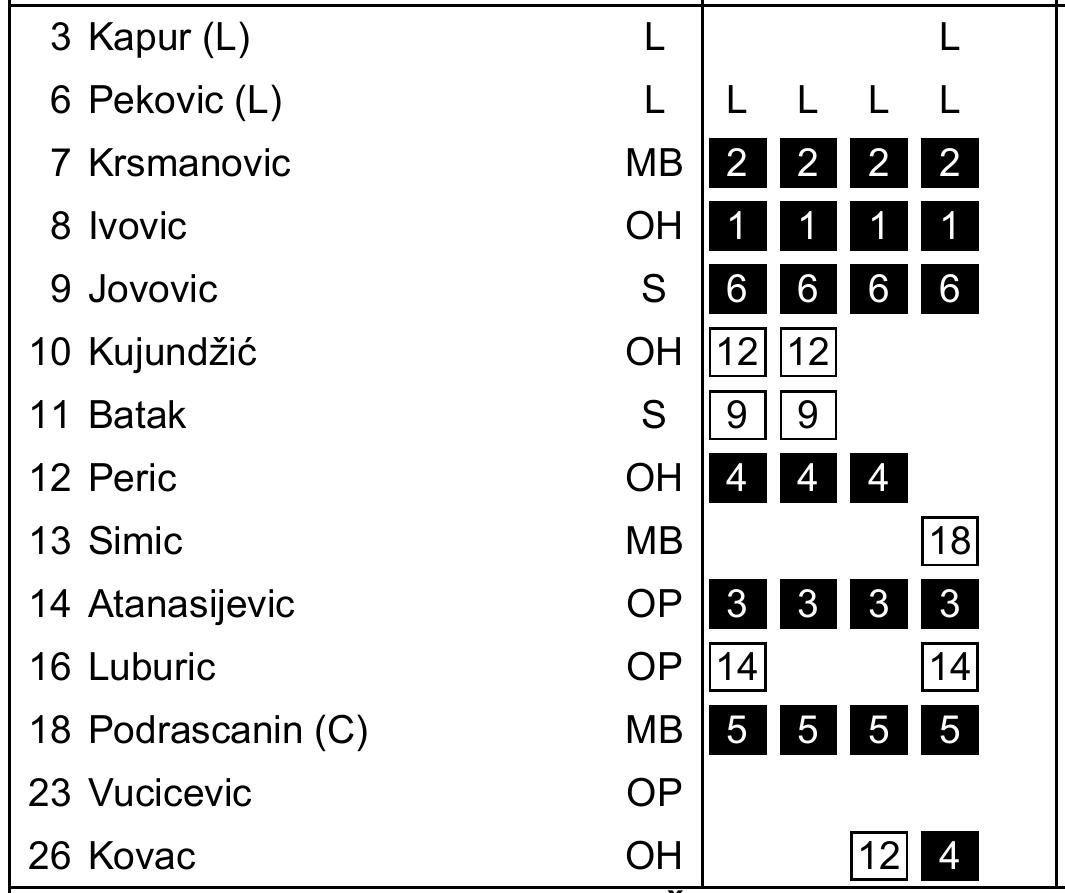 3 Kapur (L) L L
6 Pekovic (L) L L L L L
7 Krsmanovic MB 2 2 2 2
8 Ivovic OH 1 1 1 1
9 Jovovic S 6 6 6 6
10 Kujundžić OH 12 12
11 Batak S 9 9
12 Peric OH 4 4 4
13 Simic MB 18
14 Atanasijevic OP 3 3 3 3
16 Luburic OP 14 14
18 Podrascanin (C) MB 5 5 5 5
23 Vucicevic OP
26 Kovac OH 12 4